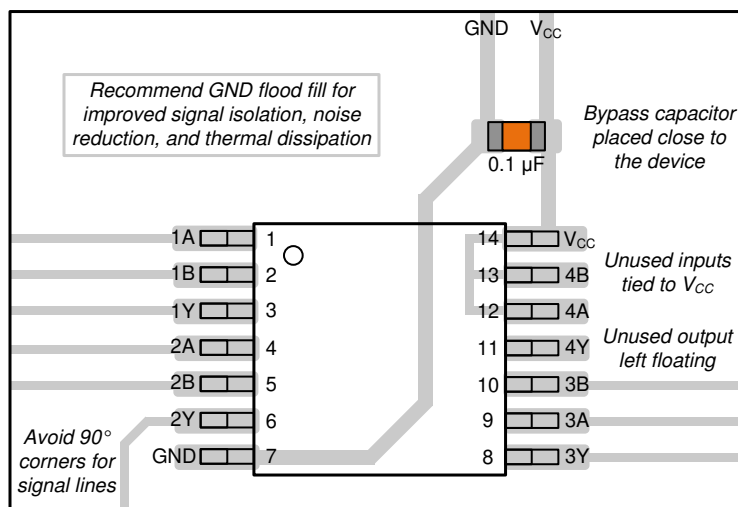 GND V_CC
Recommend GND flood fill for
improved signal isolation, noise
reduction, and thermal dissipation
Bypass capacitor
placed close to
the device
0.1 µF
1A 1 14 V_CC
1B 2 13 4B
1Y 3 12 4A
2A 4 11 4Y
2B 5 10 3B
2Y 6 9 3A
GND 7 8 3Y
Unused inputs
tied to V_CC
Unused output
left floating
Avoid 90°
corners for
signal lines